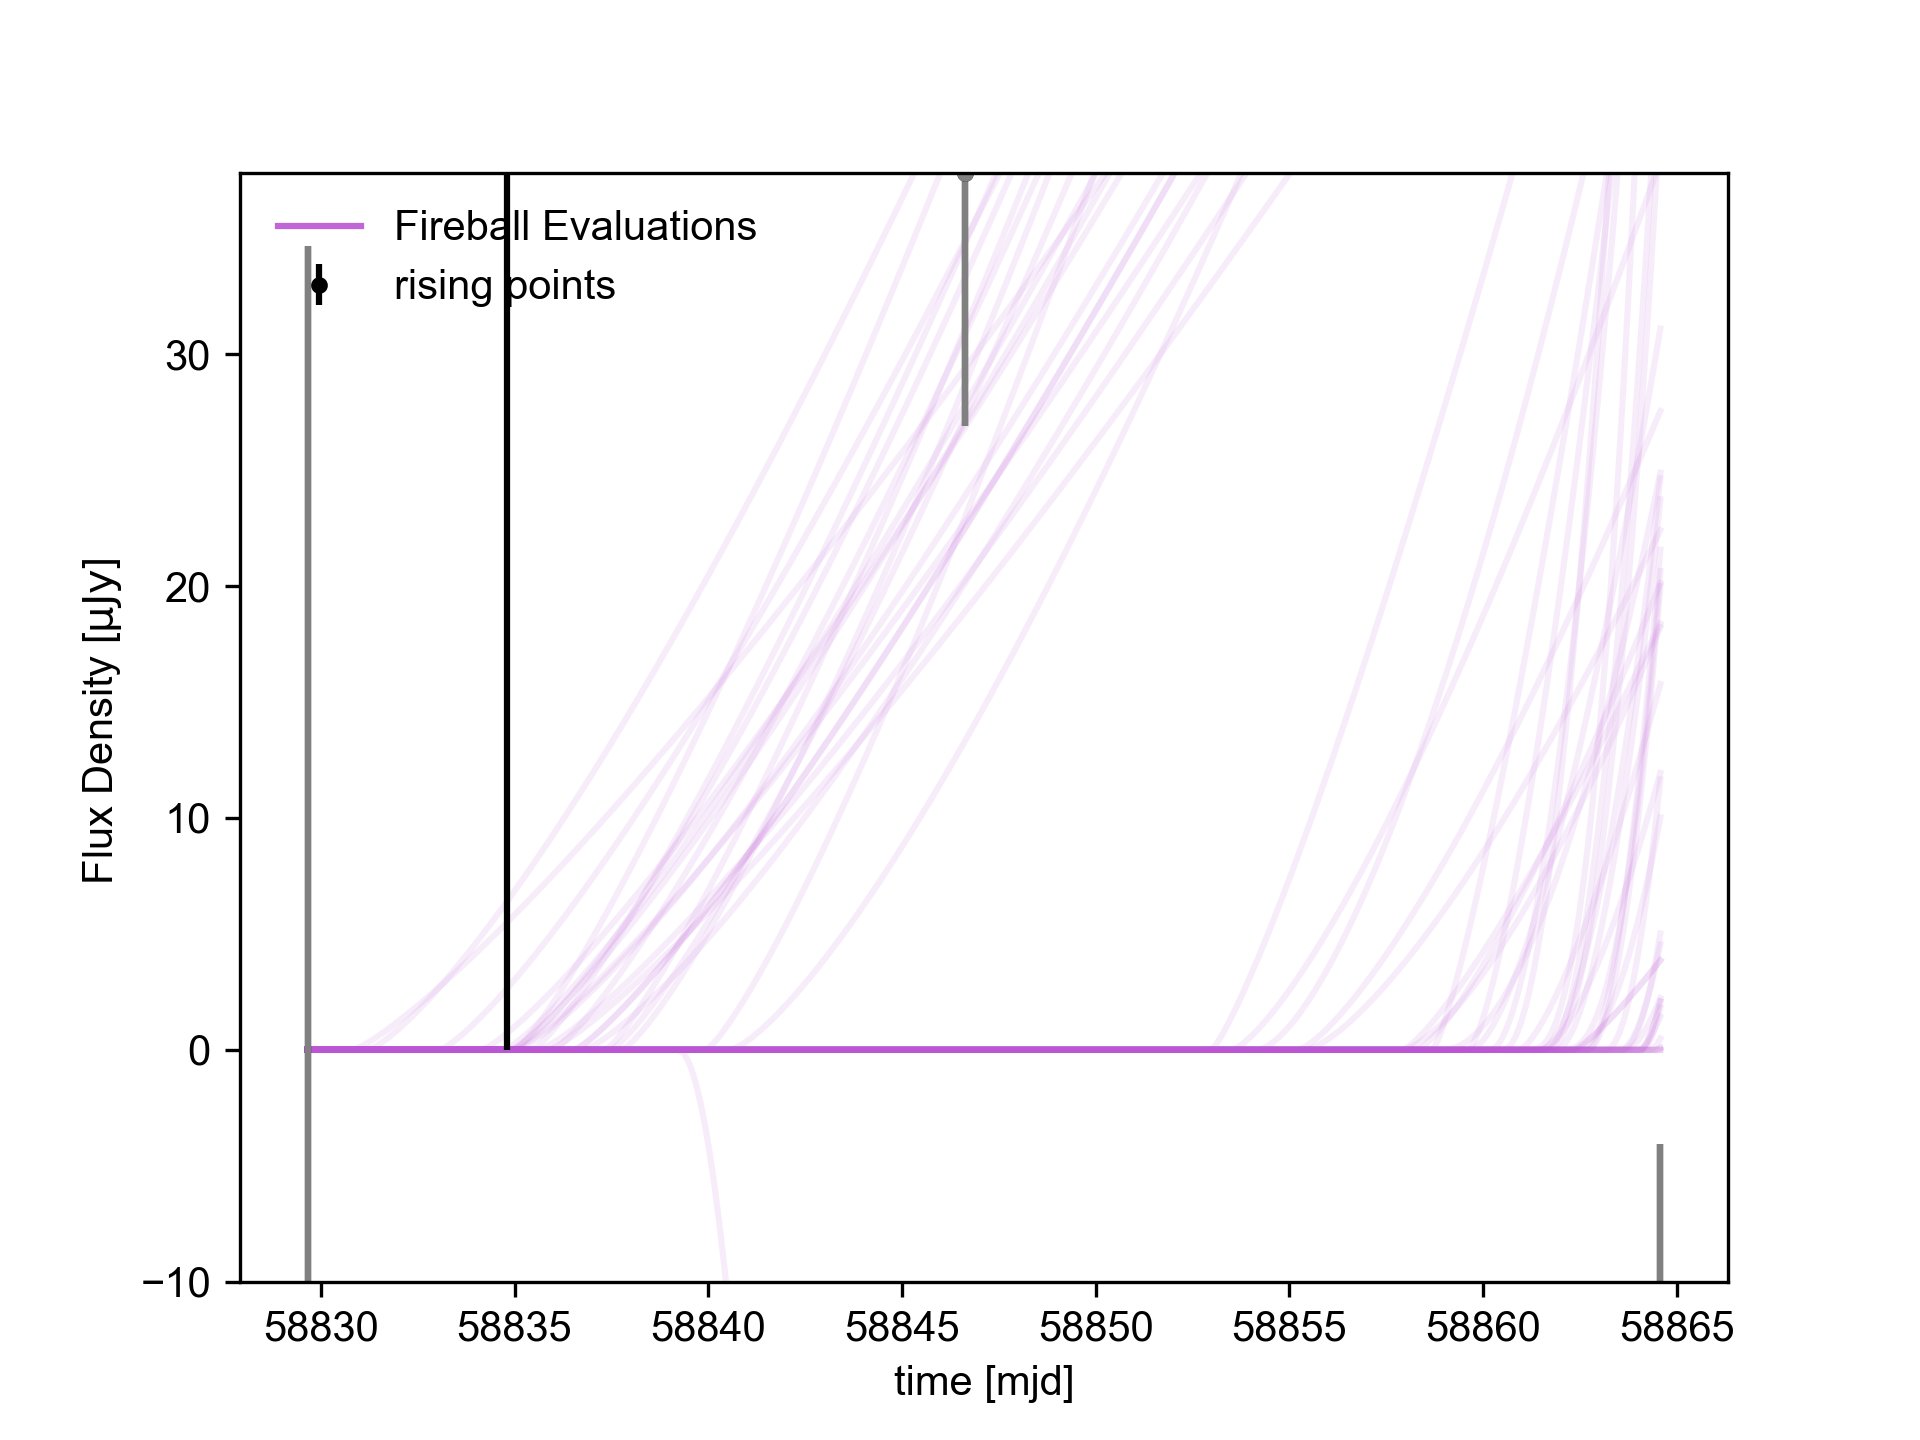 Fireball Evaluations
rising points
30
20
10
0
−10
Flux Density [µJy]
58830 58835 58840 58845 58850 58855 58860 58865
time [mjd]